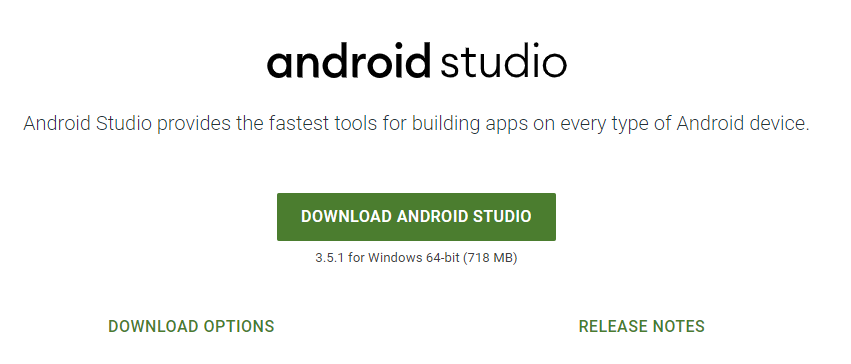 android studio
Android Studio provides the fastest tools for building apps on every type of Android device.
DOWNLOAD ANDROID STUDIO
3.5.1 for Windows 64-bit (718 MB)
DOWNLOAD OPTIONS
RELEASE NOTES